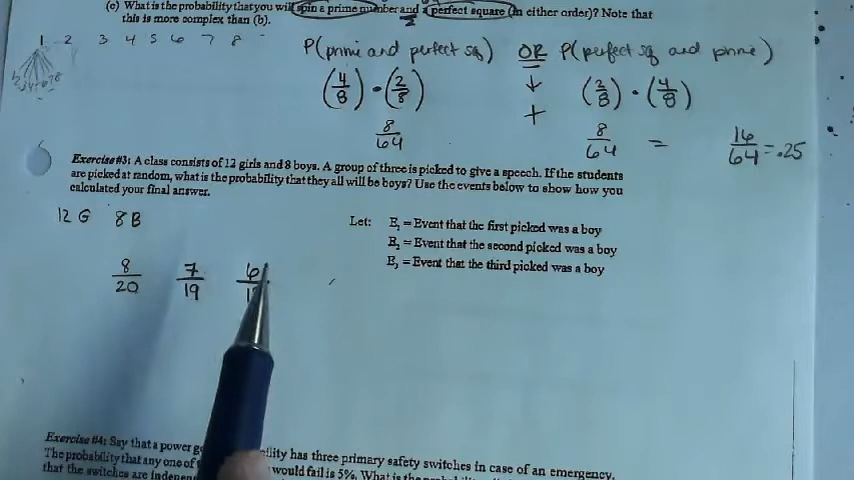 (c) What is the probability that you will spin a prime number and a perfect square (in either order)? Note that
this is more complex than (b).
1 2 3 4 5 6 7 8
P(prime and perfect sq) OR P(perfect sq and prime)
(4/8) · (2/8) + (2/8) · (4/8)
8/64 8/64 = 16/64 = .25
Exercise #3: A class consists of 12 girls and 8 boys. A group of three is picked to give a speech. If the students
are picked at random, what is the probability that they all will be boys? Use the events below to show how you
calculated your final answer.
12 G 8 B
Let: E1 = Event that the first picked was a boy
E2 = Event that the second picked was a boy
E3 = Event that the third picked was a boy
8/20 7/19 6
Exercise #4: Say that a power has three primary safety switches in case of an emergency.
The probability that any one of would fail is 5%. What is the
that the switches are